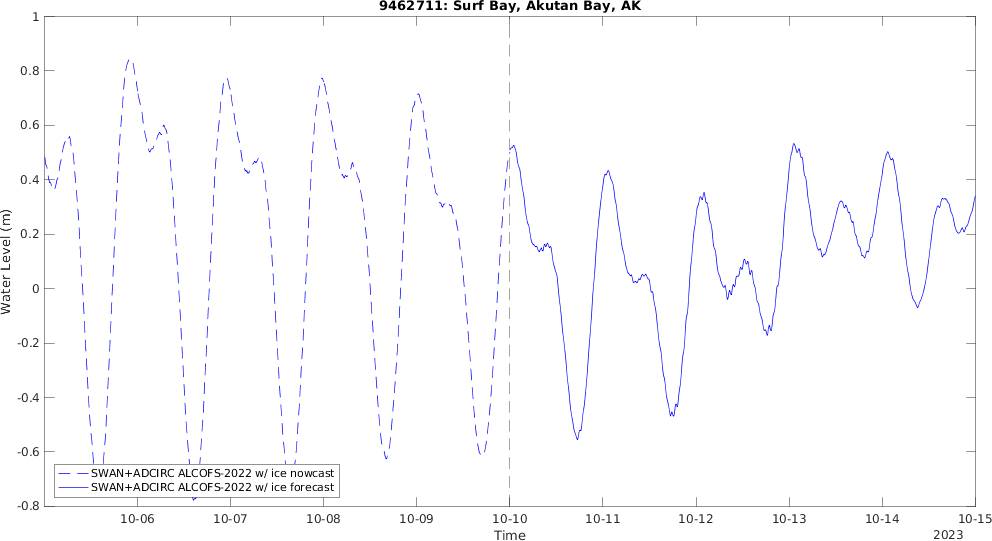 9462711: Surf Bay, Akutan Bay, AK
1
0.8
0.6
0.4
0.2
0
-0.2
-0.4
-0.6
-0.8
Water Level (m)
SWAN+ADCIRC ALCOFS-2022 w/ ice nowcast
SWAN+ADCIRC ALCOFS-2022 w/ ice forecast
10-06 10-07 10-08 10-09 10-10 10-11 10-12 10-13 10-14 10-15
Time
2023